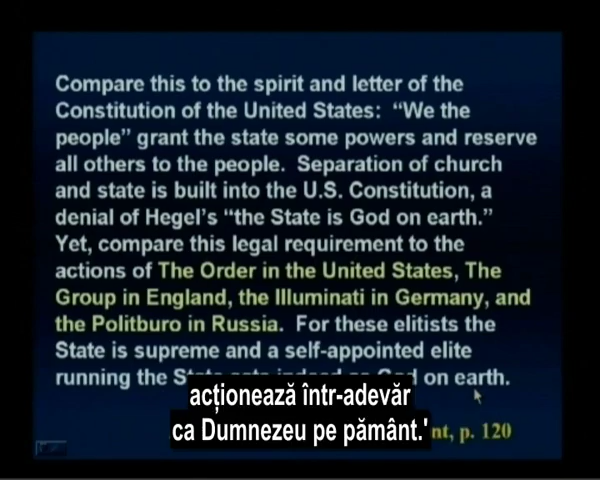 Compare this to the spirit and letter of the
Constitution of the United States: “We the
people” grant the state some powers and reserve
all others to the people. Separation of church
and state is built into the U.S. Constitution, a
denial of Hegel’s “the State is God on earth.”
Yet, compare this legal requirement to the
actions of The Order in the United States, The
Group in England, the Illuminati in Germany, and
the Politburo in Russia. For these elitists the
State is supreme and a self-appointed elite
running the on earth.
acționează într-adevăr
ca Dumnezeu pe pământ.'
p. 120